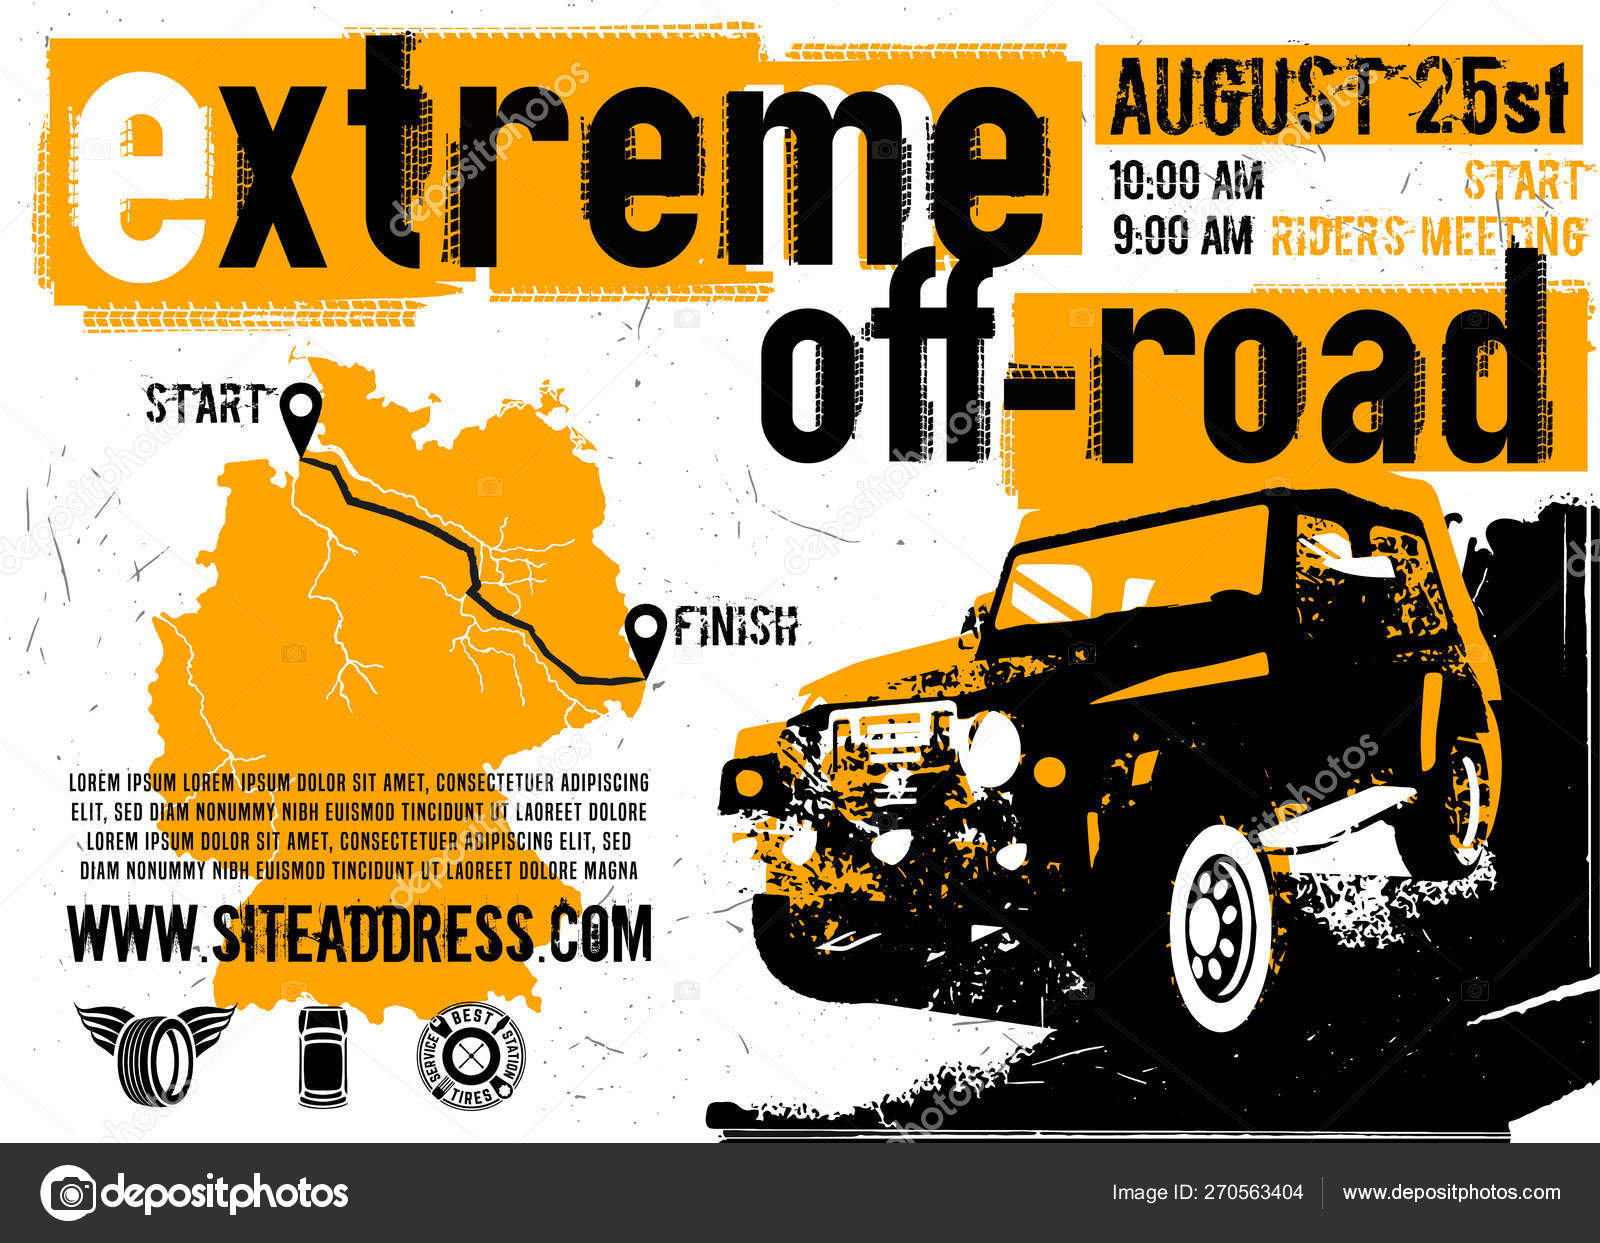 extreme
off-road
AUGUST 25st
10:00 AM START
9:00 AM RIDERS MEETING
START
FINISH
LOREM IPSUM LOREM IPSUM DOLOR SIT AMET, CONSECTETUER ADIPISCING
ELIT, SED DIAM NONUMMY NIBH EUISMOD TINCIDUNT UT LAOREET DOLORE
LOREM IPSUM DOLOR SIT AMET, CONSECTETUER ADIPISCING ELIT, SED
DIAM NONUMMY NIBH EUISMOD TINCIDUNT UT LAOREET DOLORE MAGNA
WWW.SITEADDRESS.COM
BEST
SERVICE
STATION
TIRES
depositphotos
Image ID: 270563404
www.depositphotos.com